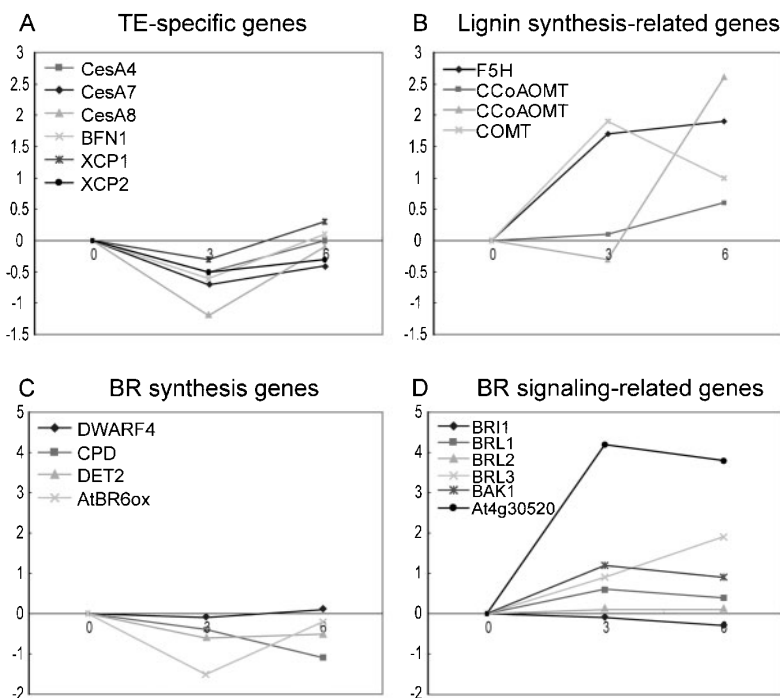 A TE-specific genes
CesA4
CesA7
CesA8
BFN1
XCP1
XCP2
3
2.5
2
1.5
1
0.5
0
-0.5
-1
-1.5
0 3 6
B Lignin synthesis-related genes
F5H
CCoAOMT
CCoAOMT
COMT
3
2.5
2
1.5
1
0.5
0
-0.5
-1
-1.5
0 3 6
C BR synthesis genes
DWARF4
CPD
DET2
AtBR6ox
5
4
3
2
1
0
-1
-2
0 3 6
D BR signaling-related genes
BRI1
BRL1
BRL2
BRL3
BAK1
At4g30520
5
4
3
2
1
0
-1
-2
0 3 6